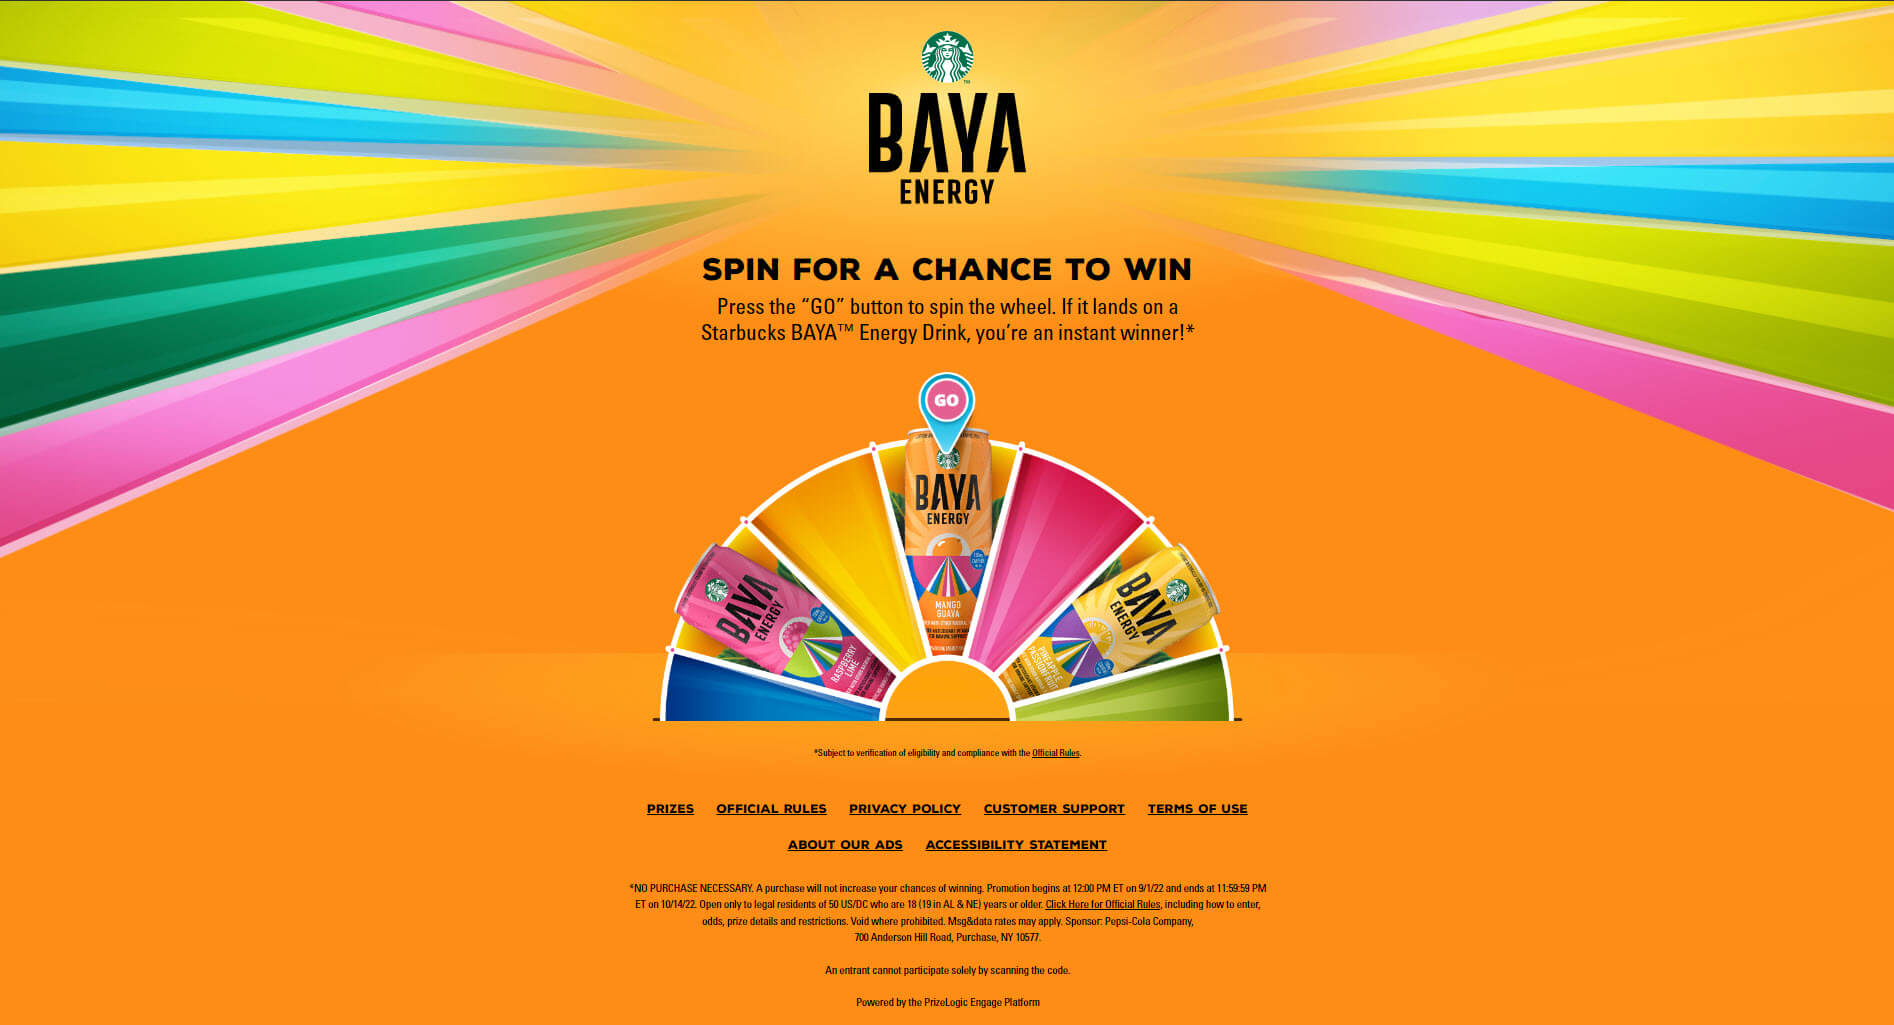 BAYA
ENERGY
SPIN FOR A CHANCE TO WIN
Press the “GO” button to spin the wheel. If it lands on a
Starbucks BAYA™ Energy Drink, you’re an instant winner!*
GO
BAYA
ENERGY
MANGO
GUAVA
BAYA
ENERGY
RASPBERRY
LIME
BAYA
ENERGY
PINEAPPLE
PASSIONFRUIT
*Subject to verification of eligibility and compliance with the Official Rules.
PRIZES OFFICIAL RULES PRIVACY POLICY CUSTOMER SUPPORT TERMS OF USE
ABOUT OUR ADS ACCESSIBILITY STATEMENT
*NO PURCHASE NECESSARY. A purchase will not increase your chances of winning. Promotion begins at 12:00 PM ET on 9/1/22 and ends at 11:59:59 PM
ET on 10/14/22. Open only to legal residents of 50 US/DC who are 18 (19 in AL & NE) years or older. Click Here for Official Rules, including how to enter,
odds, prize details and restrictions. Void where prohibited. Msg&data rates may apply. Sponsor: Pepsi-Cola Company,
700 Anderson Hill Road, Purchase, NY 10577.
An entrant cannot participate solely by scanning the code.
Powered by the PrizeLogic Engage Platform